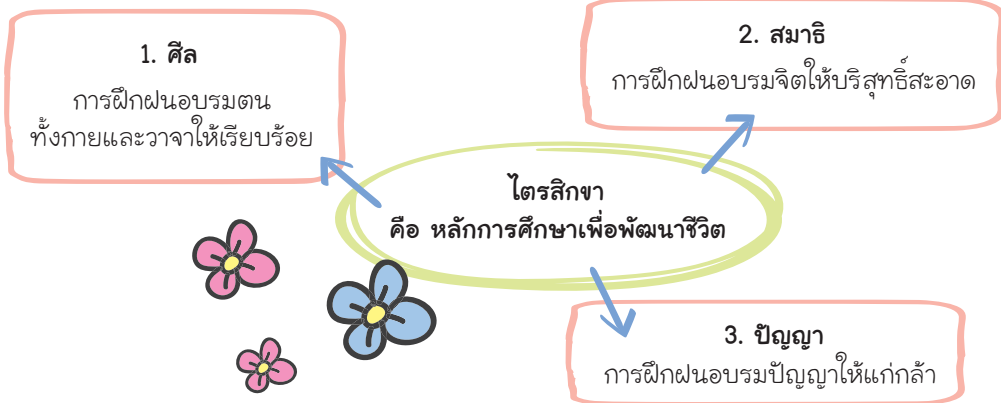 1. ศีล
การฝึกฝนอบรมตน
ทั้งกายและวาจาให้เรียบร้อย
2. สมาธิ
การฝึกฝนอบรมจิตให้บริสุทธิ์สะอาด
ไตรสิกขา
คือ หลักการศึกษาเพื่อพัฒนาชีวิต
3. ปัญญา
การฝึกฝนอบรมปัญญาให้แก่กล้า